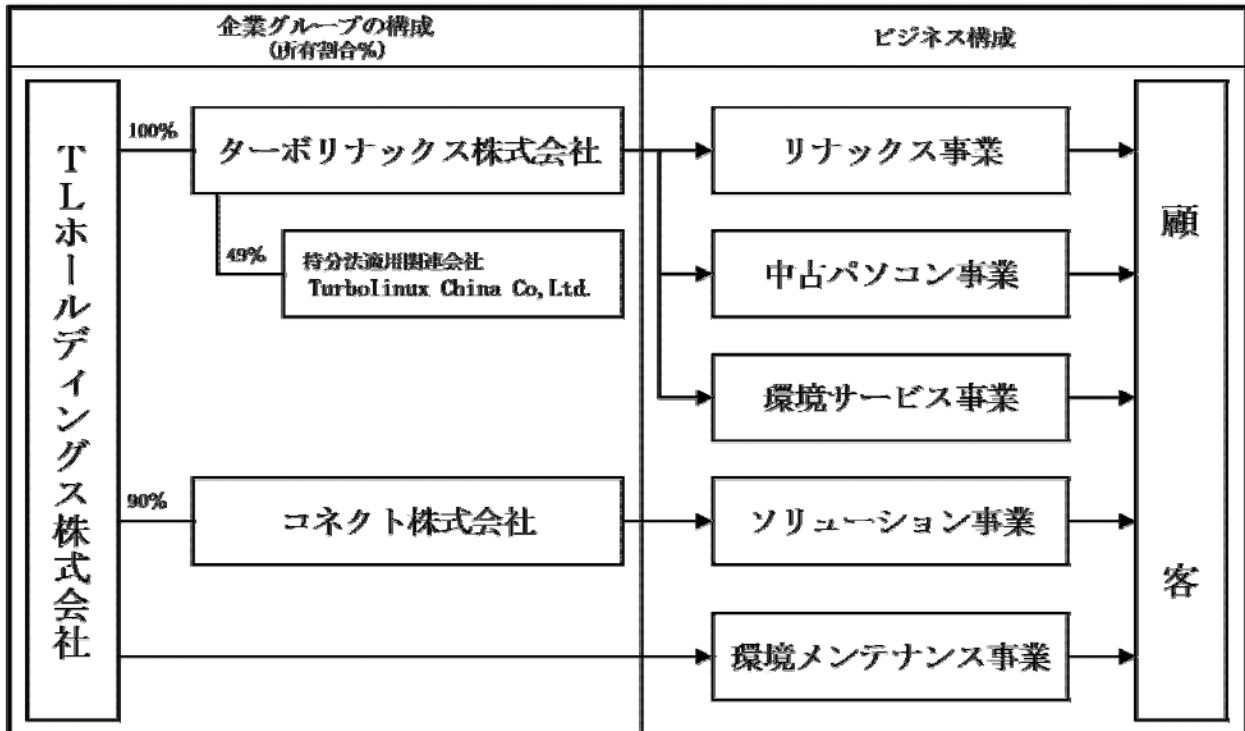 企業グループの構成
(所有割合%)
ビジネス構成
TLホールディングス株式会社
100%
ターボリナックス株式会社
リナックス事業
49%
持分法適用関連会社
Turbolinux China Co,Ltd.
中古パソコン事業
環境サービス事業
90%
コネクト株式会社
ソリューション事業
環境メンテナンス事業
顧客